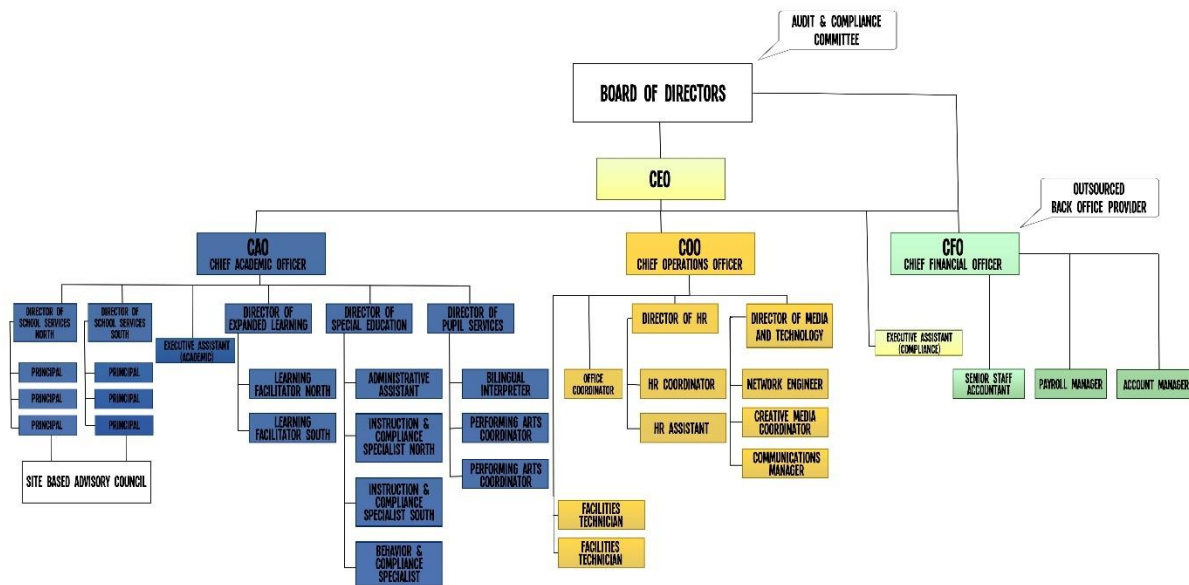 AUDIT & COMPLIANCE
COMMITTEE
BOARD OF DIRECTORS
CEO
OUTSOURCED
BACK OFFICE PROVIDER
CAO
CHIEF ACADEMIC OFFICER
COO
CHIEF OPERATIONS OFFICER
CFO
CHIEF FINANCIAL OFFICER
DIRECTOR OF
SCHOOL SERVICES
NORTH
DIRECTOR OF
SCHOOL SERVICES
SOUTH
EXECUTIVE ASSISTANT
(ACADEMIC)
DIRECTOR OF
EXPANDED LEARNING
DIRECTOR OF
SPECIAL EDUCATION
DIRECTOR OF
PUPIL SERVICES
DIRECTOR OF HR
DIRECTOR OF MEDIA
AND TECHNOLOGY
EXECUTIVE ASSISTANT
(COMPLIANCE)
PRINCIPAL
PRINCIPAL
PRINCIPAL
PRINCIPAL
PRINCIPAL
PRINCIPAL
SITE BASED ADVISORY COUNCIL
LEARNING
FACILITATOR NORTH
LEARNING
FACILITATOR SOUTH
ADMINISTRATIVE
ASSISTANT
INSTRUCTION &
COMPLIANCE
SPECIALIST NORTH
INSTRUCTION &
COMPLIANCE
SPECIALIST SOUTH
BEHAVIOR &
COMPLIANCE
SPECIALIST
BILINGUAL
INTERPRETER
PERFORMING ARTS
COORDINATOR
PERFORMING ARTS
COORDINATOR
OFFICE
COORDINATOR
HR COORDINATOR
HR ASSISTANT
NETWORK ENGINEER
CREATIVE MEDIA
COORDINATOR
COMMUNICATIONS
MANAGER
FACILITIES
TECHNICIAN
FACILITIES
TECHNICIAN
SENIOR STAFF
ACCOUNTANT
PAYROLL MANAGER
ACCOUNT MANAGER